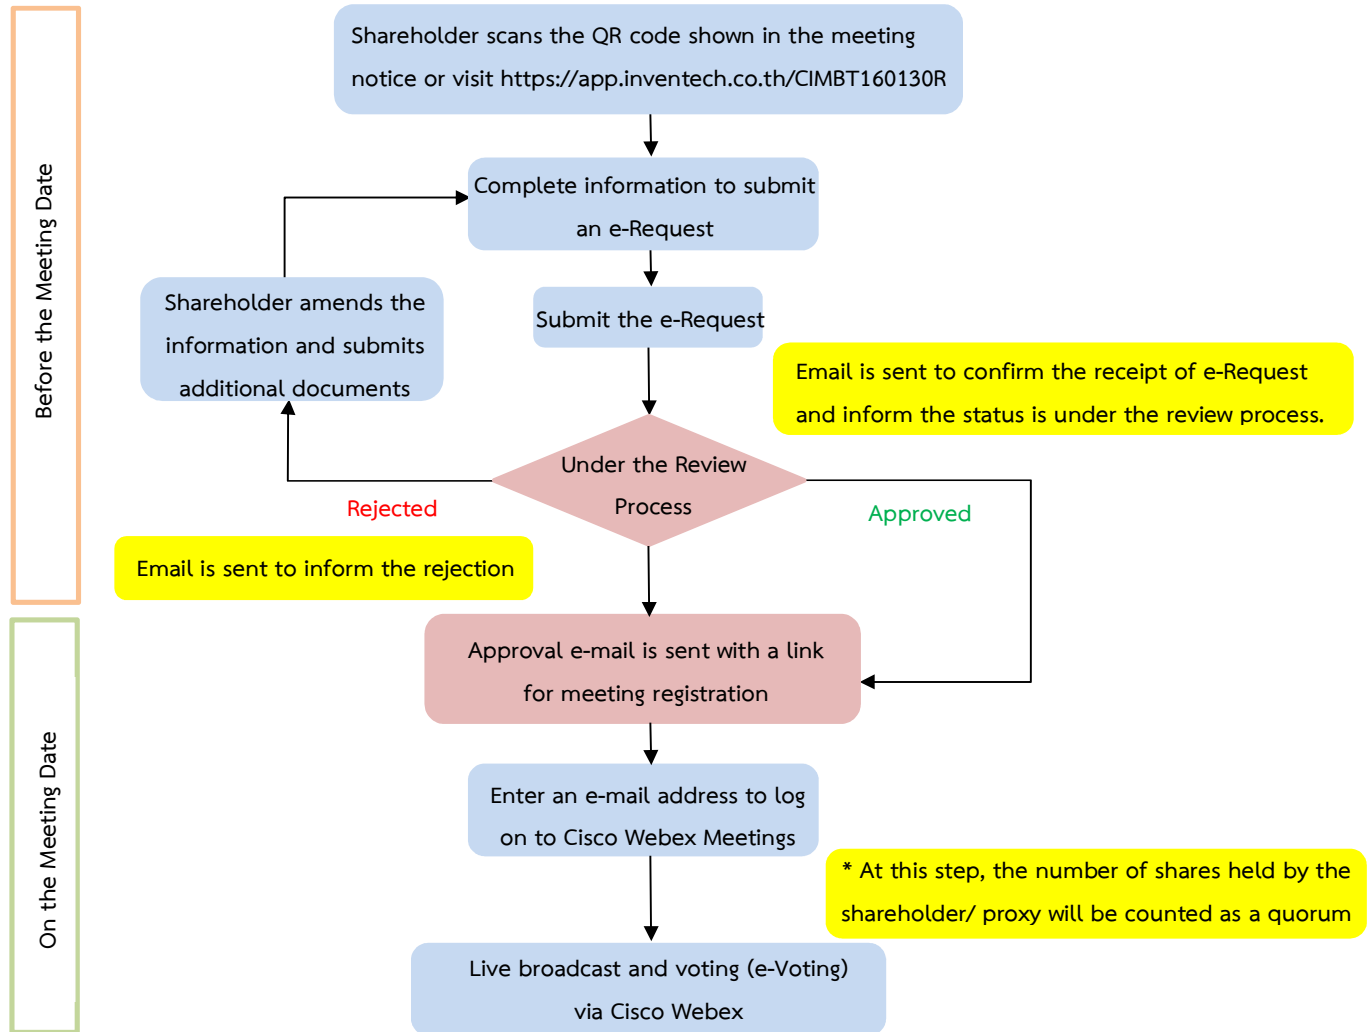 Before the Meeting Date
Shareholder scans the QR code shown in the meeting
notice or visit https://app.inventech.co.th/CIMBT160130R
Complete information to submit
an e-Request
Shareholder amends the
information and submits
additional documents
Submit the e-Request
Email is sent to confirm the receipt of e-Request
and inform the status is under the review process.
Under the Review
Process
Rejected
Approved
Email is sent to inform the rejection
On the Meeting Date
Approval e-mail is sent with a link
for meeting registration
Enter an e-mail address to log
on to Cisco Webex Meetings
* At this step, the number of shares held by the
shareholder/ proxy will be counted as a quorum
Live broadcast and voting (e-Voting)
via Cisco Webex